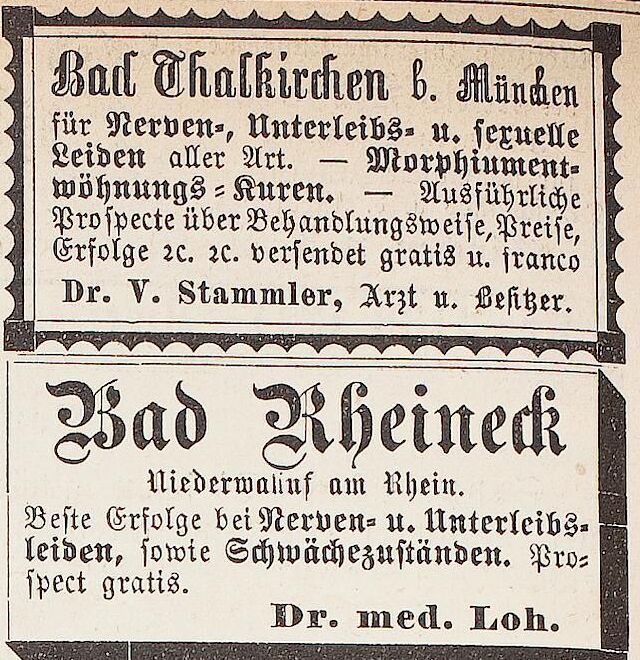 Bad Thalkirchen b. München
für Nerven-, Unterleibs- u. sexuelle
Leiden aller Art. — Morphiument-
wöhnungs-Kuren. — Ausführliche
Prospecte über Behandlungsweise, Preise,
Erfolge ꝛc. ꝛc. versendet gratis u. franco
Dr. V. Stammler, Arzt u. Besitzer.
Bad Rheineck
Niederwalluf am Rhein.
Beste Erfolge bei Nerven- u. Unterleibs-
leiden, sowie Schwächezuständen. Pro-
spect gratis.
Dr. med. Loh.